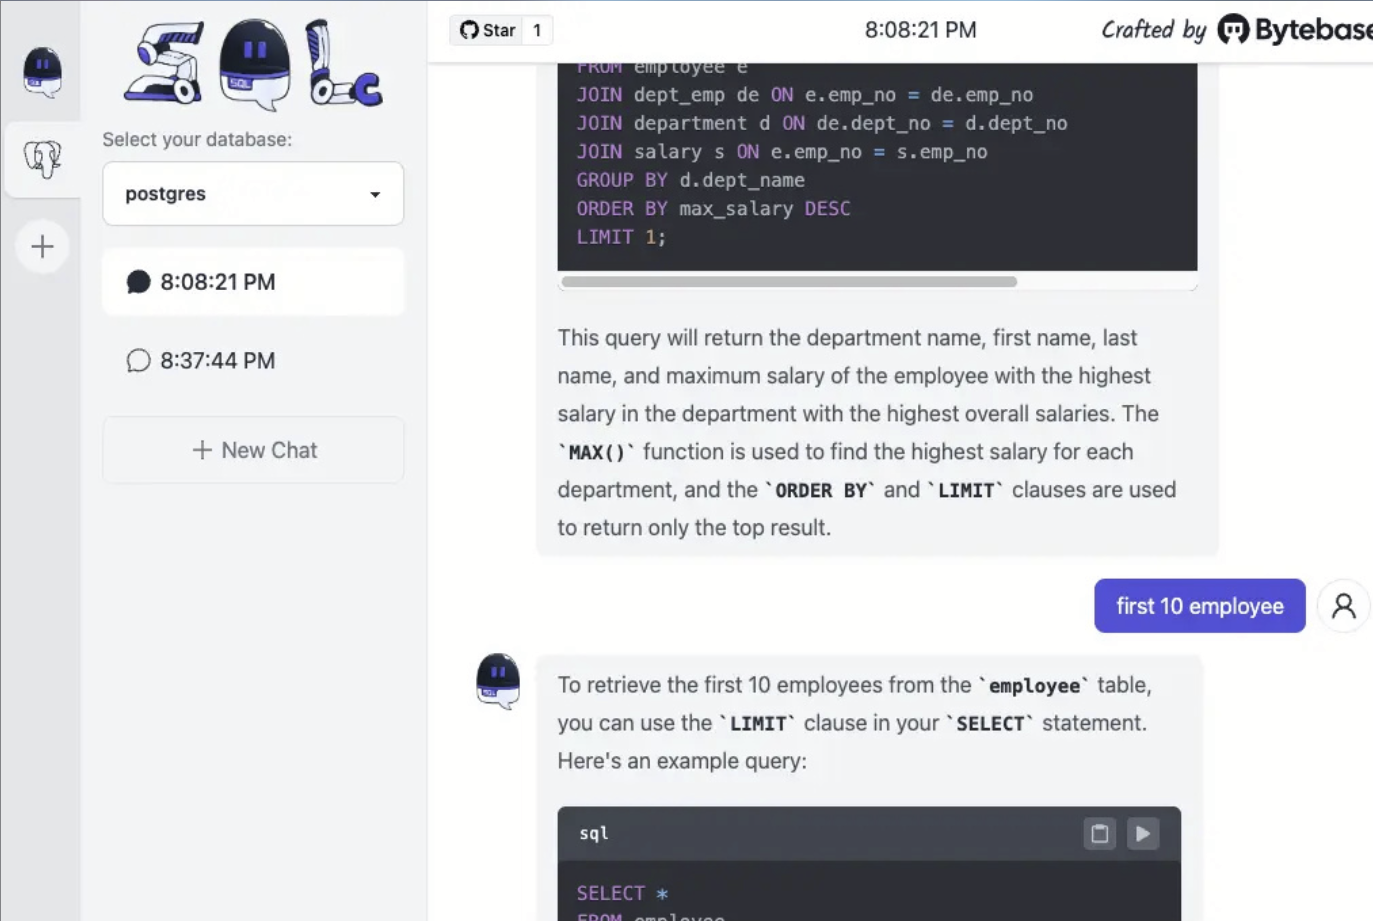 SQL
Select your database:
postgres
8:08:21 PM
8:37:44 PM
+ New Chat
Star 1
8:08:21 PM
Crafted by Bytebase
FROM employee e
JOIN dept_emp de ON e.emp_no = de.emp_no
JOIN department d ON de.dept_no = d.dept_no
JOIN salary s ON e.emp_no = s.emp_no
GROUP BY d.dept_name
ORDER BY max_salary DESC
LIMIT 1;
This query will return the department name, first name, last
name, and maximum salary of the employee with the highest
salary in the department with the highest overall salaries. The
`MAX()` function is used to find the highest salary for each
department, and the `ORDER BY` and `LIMIT` clauses are used
to return only the top result.
first 10 employee
To retrieve the first 10 employees from the `employee` table,
you can use the `LIMIT` clause in your `SELECT` statement.
Here's an example query:
sql
SELECT *
FROM employee